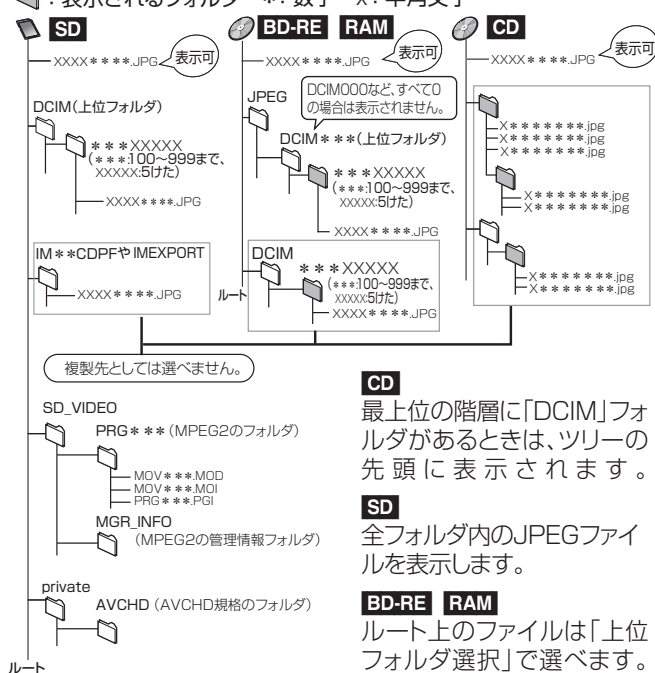 ：表示されるフォルダ ＊：数字 X：半角文字
SD
XXXX＊＊＊＊.JPG
表示可
DCIM（上位フォルダ）
＊＊＊XXXXX
（＊＊＊:100～999まで、
XXXXX:5けた）
XXXX＊＊＊＊.JPG
IM＊＊CDPFや IMEXPORT
XXXX＊＊＊＊.JPG
BD-RE RAM
XXXX＊＊＊＊.JPG
表示可
JPEG
DCIM000など、すべて0
の場合は表示されません。
DCIM＊＊＊（上位フォルダ）
＊＊＊XXXXX
（＊＊＊:100～999まで、
XXXXX:5けた）
XXXX＊＊＊＊.JPG
DCIM
＊＊＊XXXXX
（＊＊＊:100～999まで、
XXXXX:5けた）
XXXX＊＊＊＊.JPG
ルート
CD
XXXX＊＊＊＊.JPG
表示可
X＊＊＊＊＊＊＊.jpg
X＊＊＊＊＊＊＊.jpg
X＊＊＊＊＊＊＊.jpg
X＊＊＊＊＊＊＊.jpg
X＊＊＊＊＊＊＊.jpg
X＊＊＊＊＊＊＊.jpg
X＊＊＊＊＊＊＊.jpg
複製先としては選べません。
SD_VIDEO
PRG＊＊＊（MPEG2のフォルダ）
MOV＊＊＊.MOD
MOV＊＊＊.MOI
PRG＊＊＊.PGI
MGR_INFO
（MPEG2の管理情報フォルダ）
private
AVCHD（AVCHD規格のフォルダ）
ルート
CD
最上位の階層に「DCIM」フォ
ルダがあるときは、ツリーの
先頭に表示されます。
SD
全フォルダ内のJPEGファイ
ルを表示します。
BD-RE RAM
ルート上のファイルは「上位
フォルダ選択」で選べます。